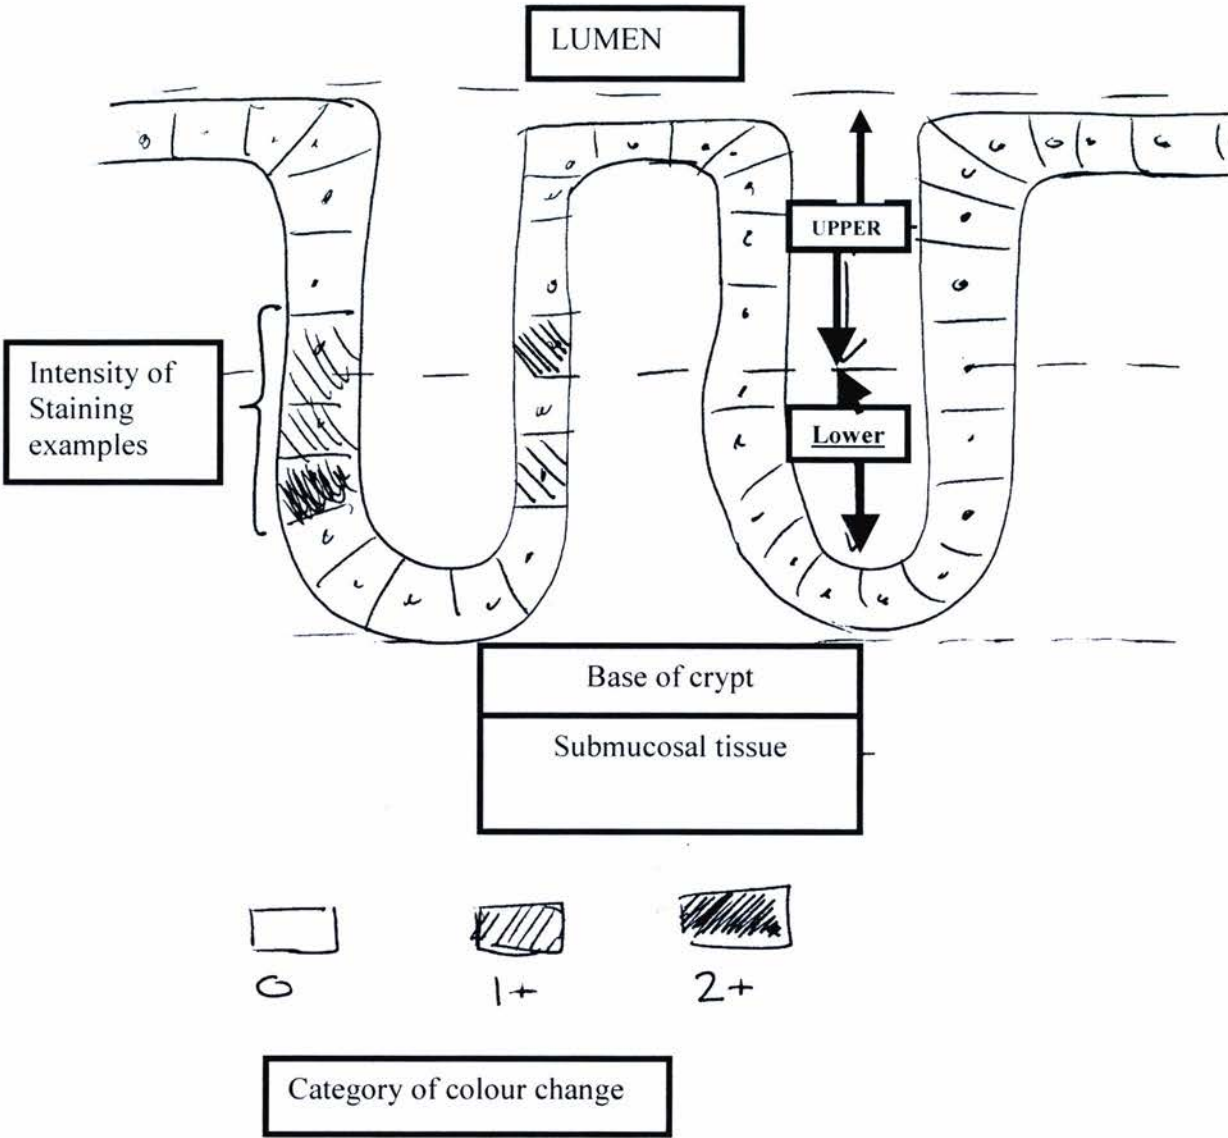 LUMEN
UPPER
Intensity of
Staining
examples
Lower
Base of crypt
Submucosal tissue
0
1+
2+
Category of colour change